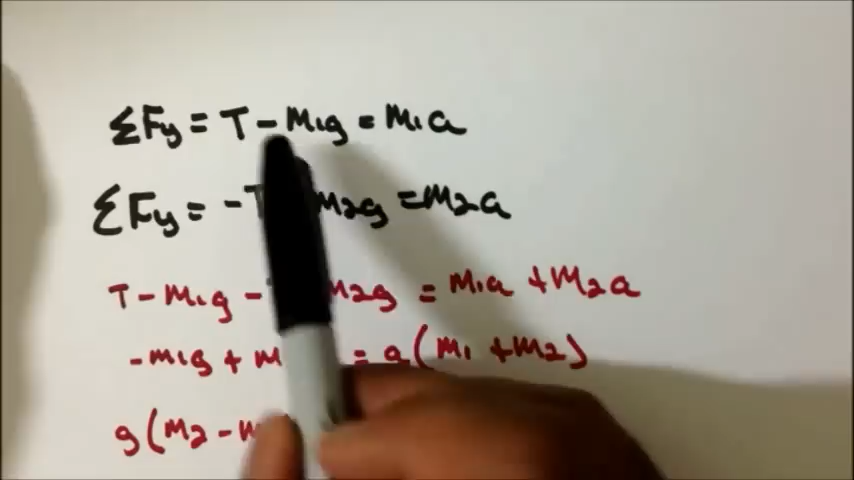 ΣFy = T - m1g = m1a
ΣFy = -T m2g = m2a
T - m1g - m2g = m1a + m2a
-m1g + m = a(m1 + m2)
g(m2 - m